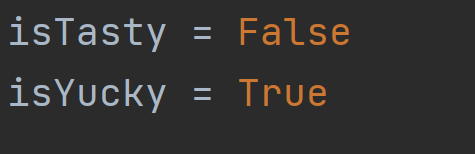 isTasty = False
isYucky = True